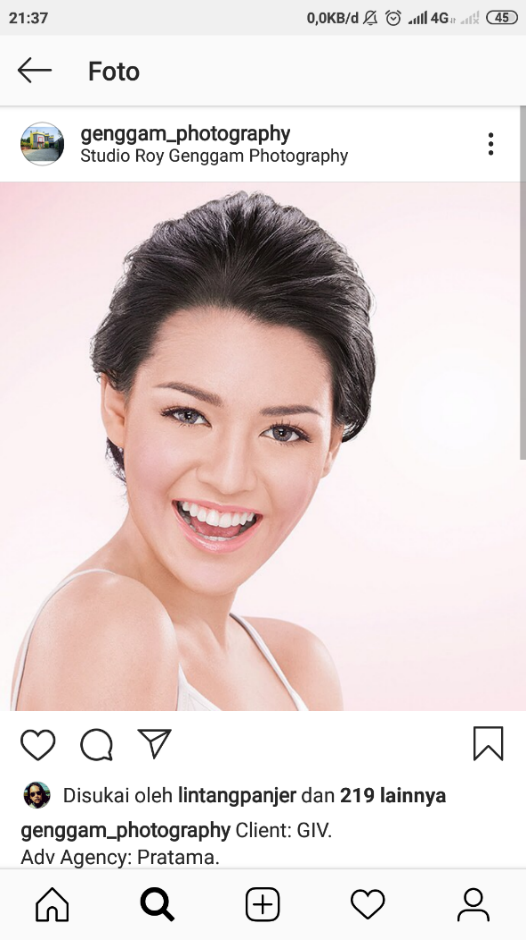 21:37
0,0KB/d 4G 45
Foto
genggam_photography
Studio Roy Genggam Photography
Disukai oleh lintangpanjer dan 219 lainnya
genggam_photography Client: GIV.
Adv Agency: Pratama.